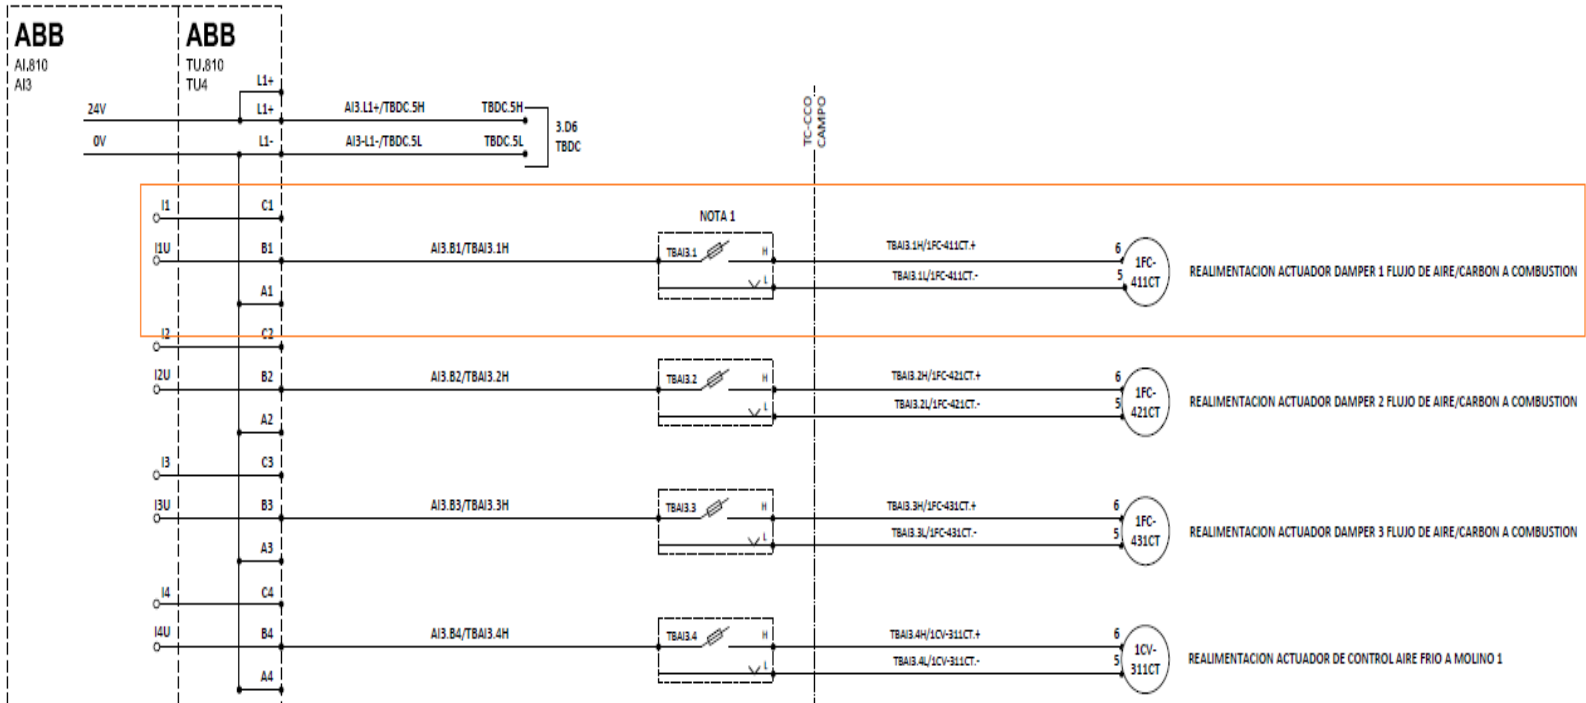 ABB
AI.810
AI3
ABB
TU.810
TU4
L1+
24V
L1+
AI3.L1+/TBDC.5H
TBDC.5H
0V
L1-
AI3-L1-/TBDC.5L
TBDC.5L
3.D6
TBDC
TC-CCO
CAMPO
I1
C1
NOTA 1
I1U
B1
AI3.B1/TBAI3.1H
TBAI3.1
H
L
TBAI3.1H/1FC-411CT.+
TBAI3.1L/1FC-411CT.-
6
5
1FC-
411CT
REALIMENTACION ACTUADOR DAMPER 1 FLUJO DE AIRE/CARBON A COMBUSTION
A1
I2
C2
I2U
B2
AI3.B2/TBAI3.2H
TBAI3.2
H
L
TBAI3.2H/1FC-421CT.+
TBAI3.2L/1FC-421CT.-
6
5
1FC-
421CT
REALIMENTACION ACTUADOR DAMPER 2 FLUJO DE AIRE/CARBON A COMBUSTION
A2
I3
C3
I3U
B3
AI3.B3/TBAI3.3H
TBAI3.3
H
L
TBAI3.3H/1FC-431CT.+
TBAI3.3L/1FC-431CT.-
6
5
1FC-
431CT
REALIMENTACION ACTUADOR DAMPER 3 FLUJO DE AIRE/CARBON A COMBUSTION
A3
I4
C4
I4U
B4
AI3.B4/TBAI3.4H
TBAI3.4
H
L
TBAI3.4H/1CV-311CT.+
TBAI3.4L/1CV-311CT.-
6
5
1CV-
311CT
REALIMENTACION ACTUADOR DE CONTROL AIRE FRIO A MOLINO 1
A4